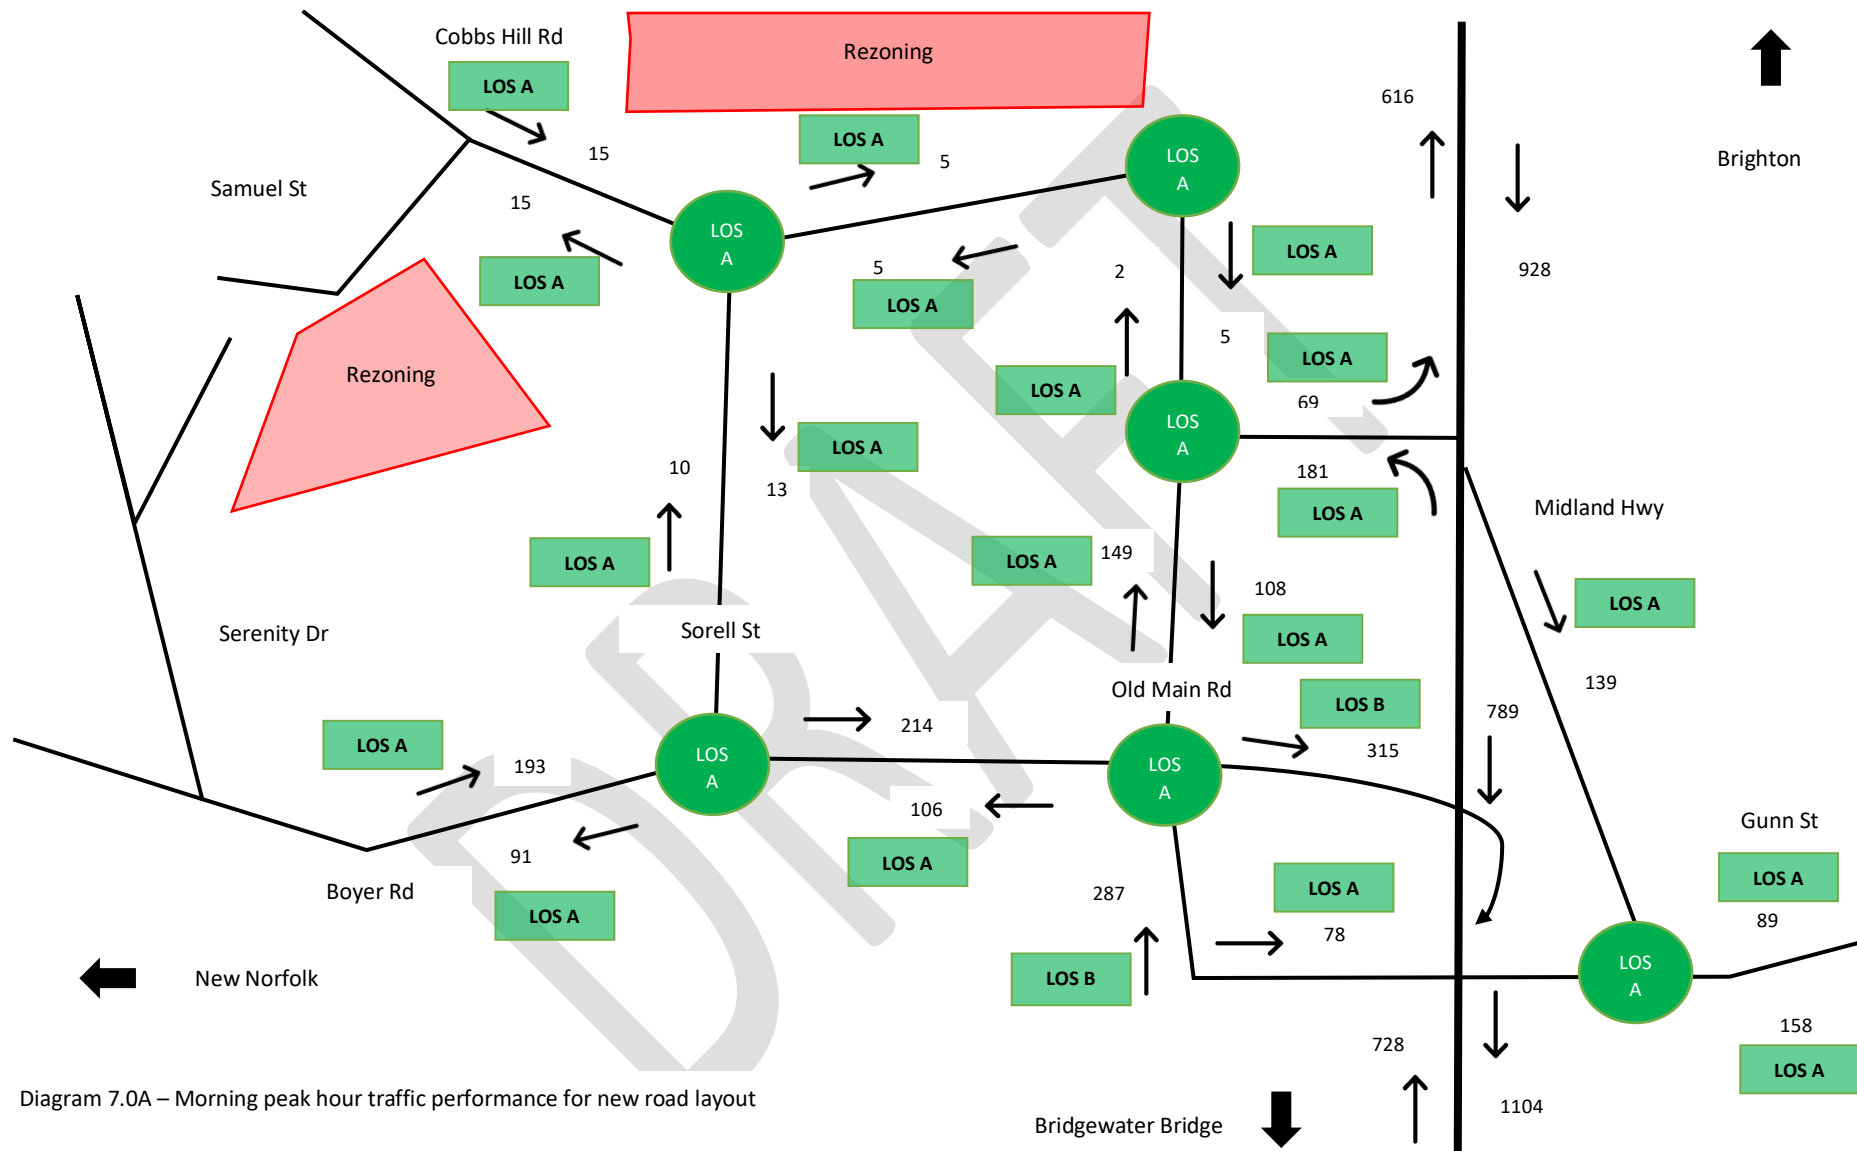 Cobbs Hill Rd
Rezoning
LOS A
616
LOS A
15
5
LOS
A
Brighton
Samuel St
15
LOS
A
LOS A
5
2
928
LOS A
LOS A
5
LOS A
Rezoning
LOS A
69
LOS
A
LOS A
10
13
181
LOS A
Midland Hwy
LOS A
LOS A
149
108
LOS A
Serenity Dr
Sorell St
LOS A
139
Old Main Rd
LOS B
789
LOS A
214
315
193
LOS
A
LOS
A
106
Gunn St
91
LOS A
LOS A
LOS A
Boyer Rd
287
LOS A
78
89
New Norfolk
LOS B
LOS
A
158
728
LOS A
Diagram 7.0A – Morning peak hour traffic performance for new road layout
1104
Bridgewater Bridge
DRAFT